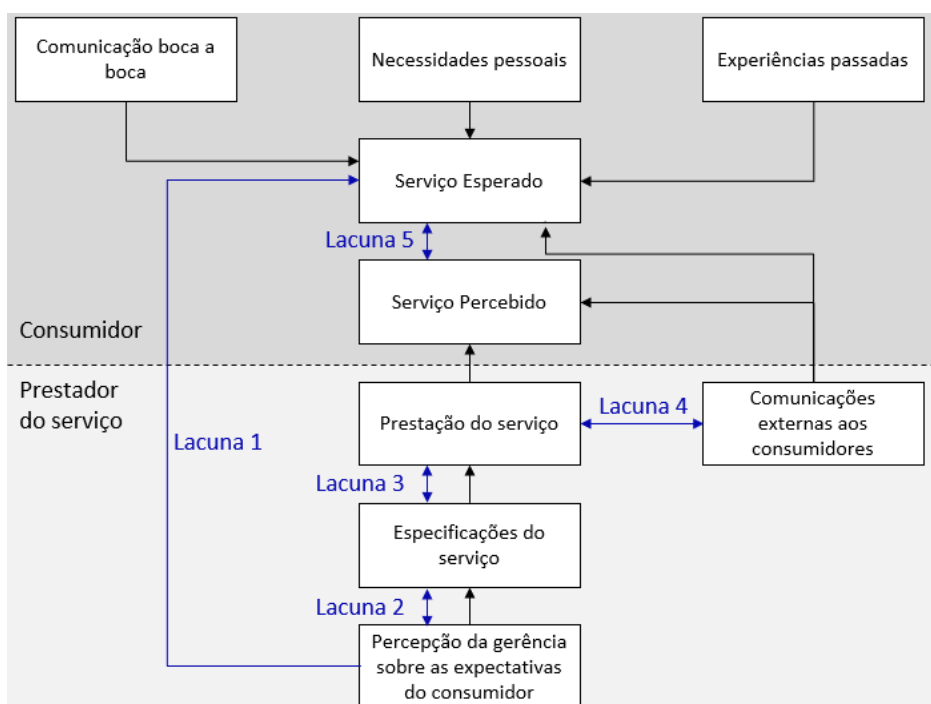 Comunicação boca a
boca
Necessidades pessoais
Experiências passadas
Serviço Esperado
Lacuna 5
Serviço Percebido
Consumidor
Prestador
do serviço
Prestação do serviço
Lacuna 4
Comunicações
externas aos
consumidores
Lacuna 1
Lacuna 3
Especificações do
serviço
Lacuna 2
Percepção da gerência
sobre as expectativas
do consumidor